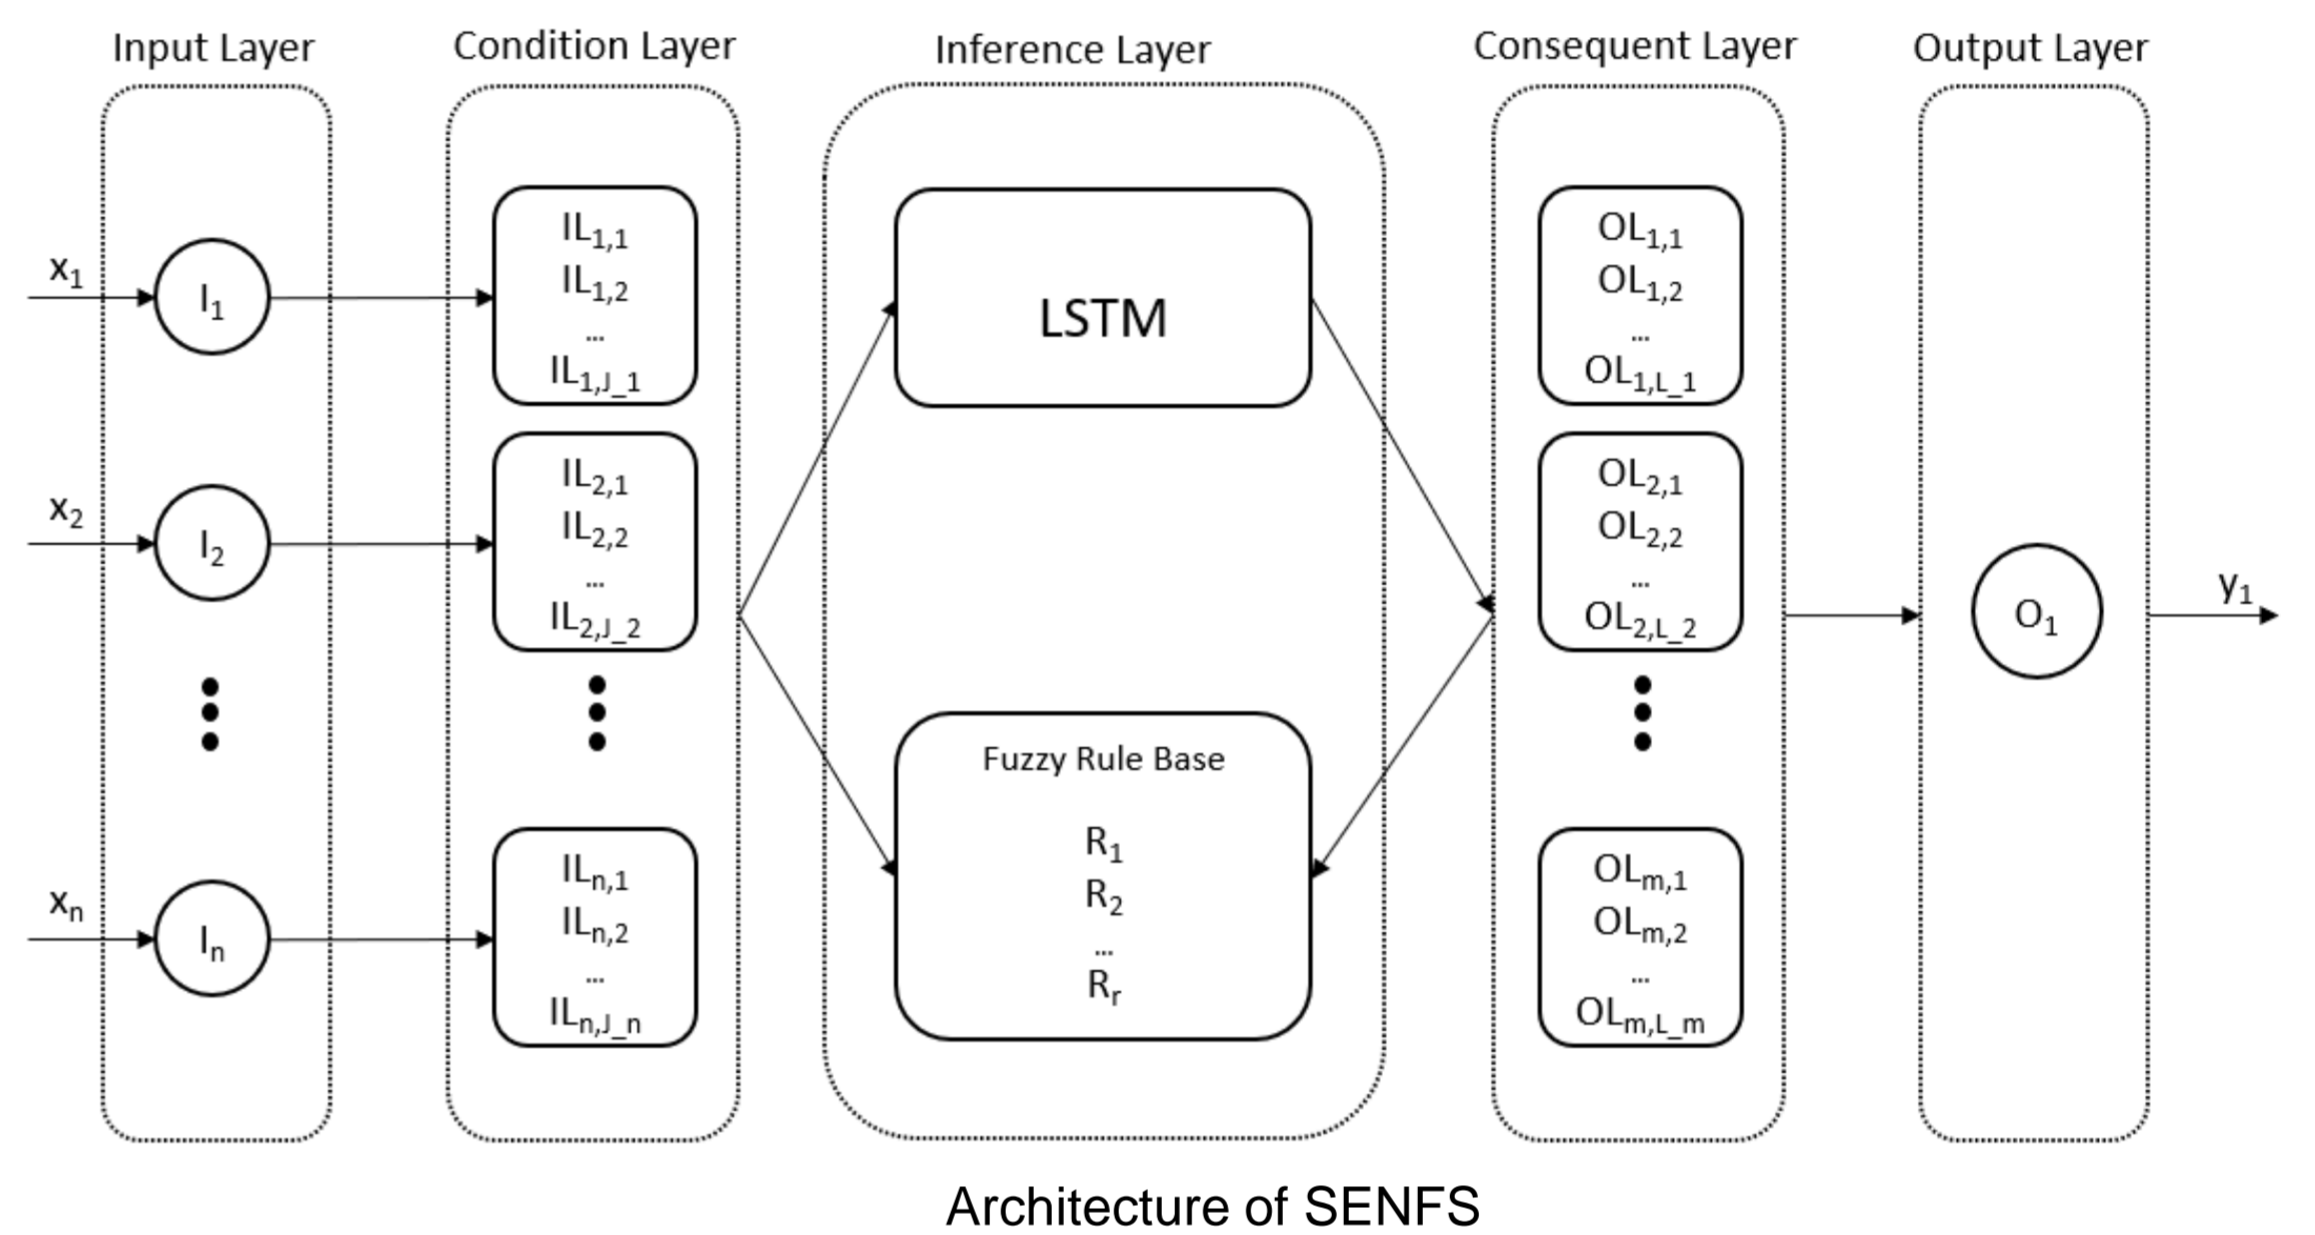 Input Layer
Condition Layer
Inference Layer
Consequent Layer
Output Layer
x₁
I₁
IL₁,₁
IL₁,₂
...
IL₁,J_₁
x₂
I₂
IL₂,₁
IL₂,₂
...
IL₂,J_₂
xₙ
Iₙ
ILₙ,₁
ILₙ,₂
...
ILₙ,J_ₙ
LSTM
Fuzzy Rule Base
R₁
R₂
...
Rᵣ
OL₁,₁
OL₁,₂
...
OL₁,L_₁
OL₂,₁
OL₂,₂
...
OL₂,L_₂
OLₘ,₁
OLₘ,₂
...
OLₘ,L_ₘ
O₁
y₁
Architecture of SENFS